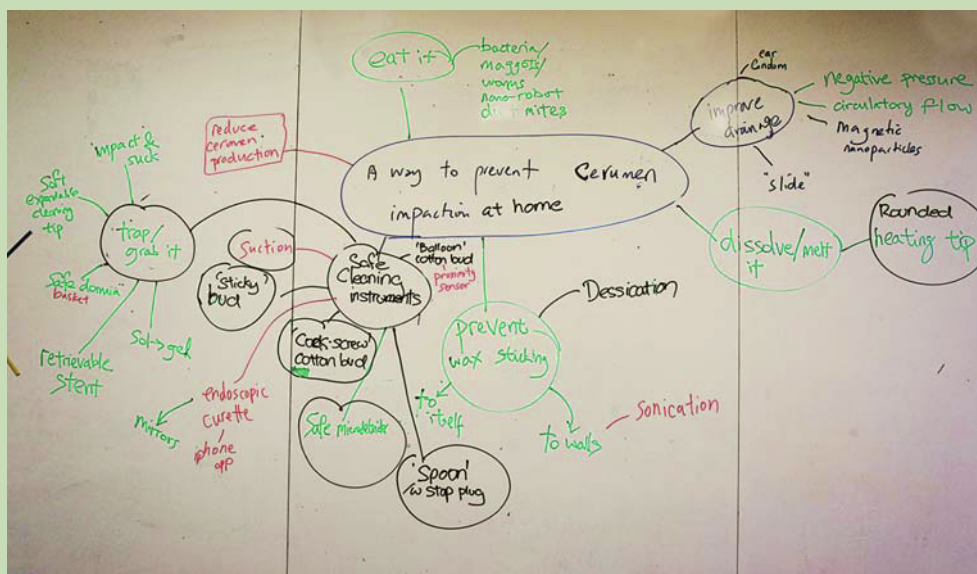 eat it
bacteria/
maggots/
worms
nano-robot
mites
ear
condom
improve
drainage
negative pressure
circulatory flow
magnetic
nanoparticles
"slide"
reduce
cerumen
production
A way to prevent Cerumen
impaction at home
impact &
suck
Soft
expandable
cleaning
tip
trap/
grab it
Safe domia
basket
retrievable
stent
Sol->gel
Suction
'Sticky'
bud
Safe
Cleaning
instruments
'Balloon'
cotton bud
proximity
sensor
'Cork-screw'
cotton bud
endoscopic
curette
iphone
app
mirrors
Safe
'Spoon'
w stop plug
prevent
wax sticking
Dessication
to
itself
to walls
Sonication
dissolve/melt
it
Rounded
heating tip